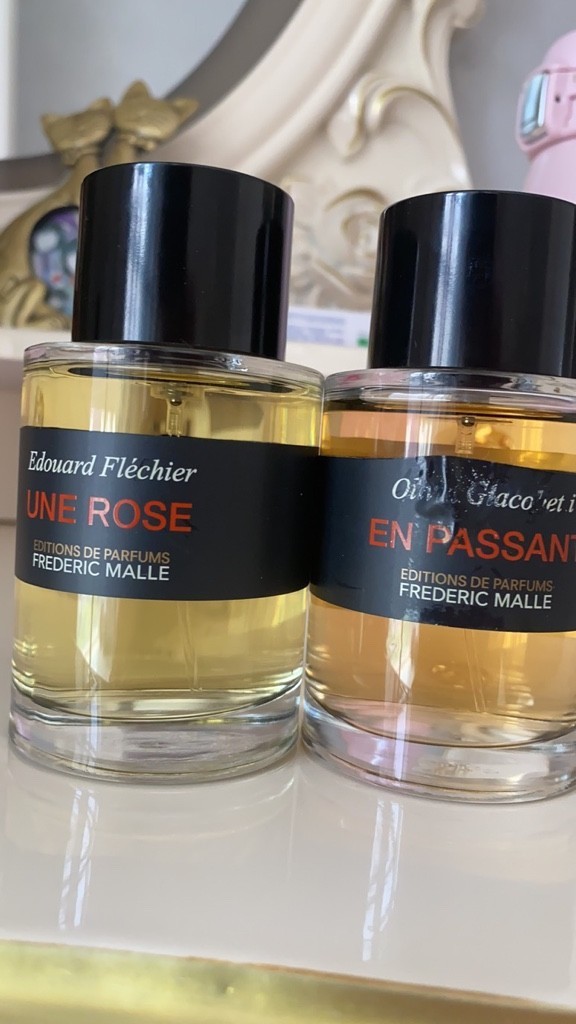 Edouard Fléchier
UNE ROSE
EDITIONS DE PARFUMS
FREDERIC MALLE
EN PASSANT
EDITIONS DE PARFUMS
FREDERIC MALLE